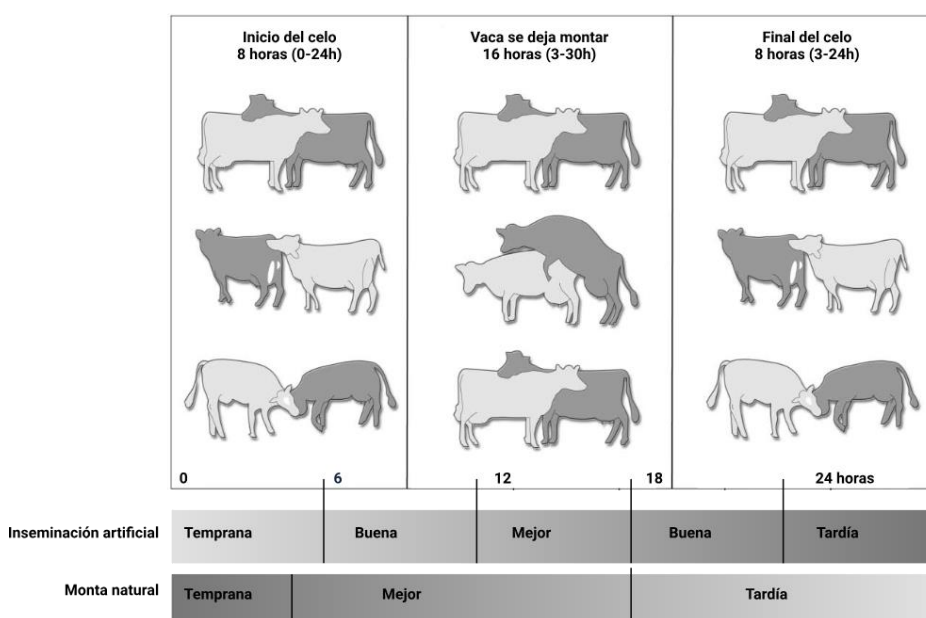 Inicio del celo
8 horas (0-24h)
Vaca se deja montar
16 horas (3-30h)
Final del celo
8 horas (3-24h)
0
6
12
18
24 horas
Inseminación artificial
Temprana
Buena
Mejor
Buena
Tardía
Monta natural
Temprana
Mejor
Tardía